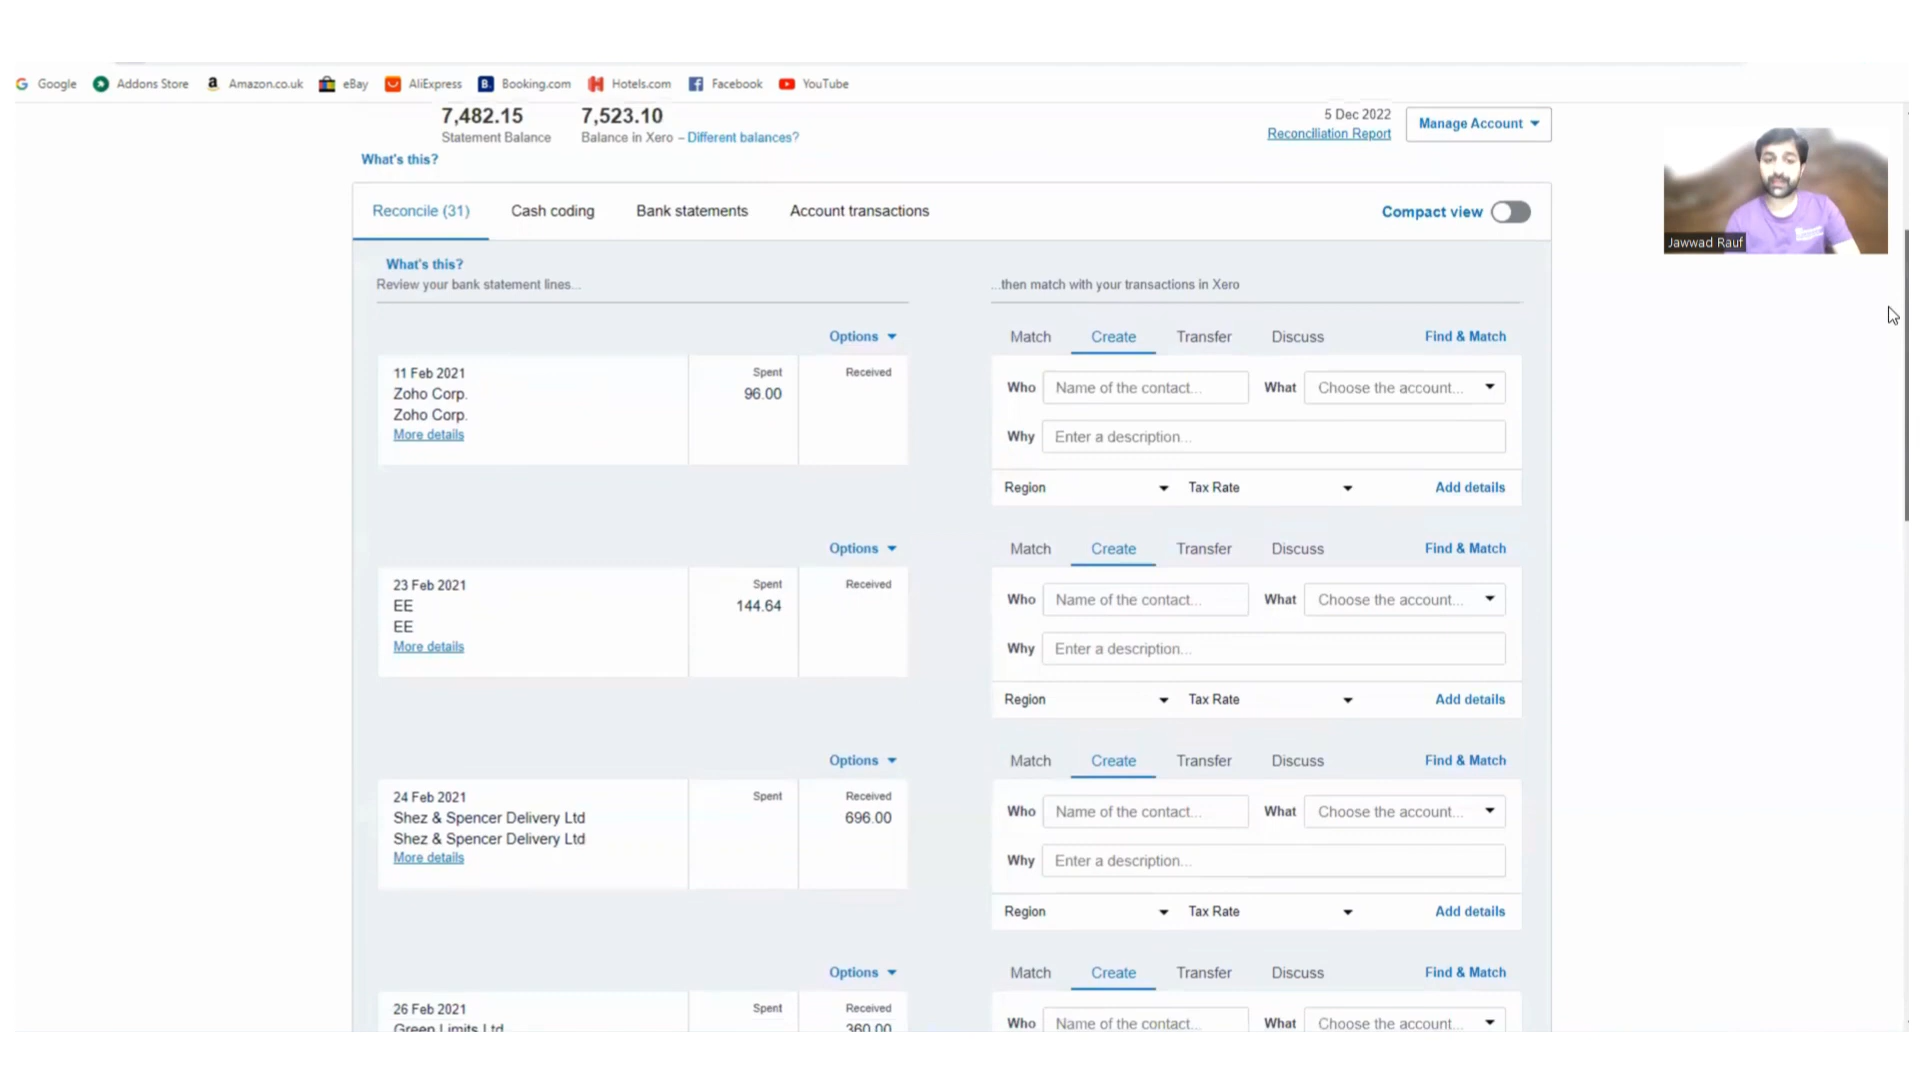 Google Addons Store Amazon.co.uk eBay AliExpress Booking.com Hotels.com Facebook YouTube
7,482.15 7,523.10 5 Dec 2022
Statement Balance Balance in Xero – Different balances? Reconciliation Report Manage Account
What's this?
Reconcile (31) Cash coding Bank statements Account transactions Compact view
Jawwad Rauf
What's this?
Review your bank statement lines... ...then match with your transactions in Xero
Options Match Create Transfer Discuss Find & Match
11 Feb 2021 Spent Received
Zoho Corp. 96.00 Who Name of the contact... What Choose the account...
Zoho Corp.
More details Why Enter a description...
Region Tax Rate Add details
Options Match Create Transfer Discuss Find & Match
23 Feb 2021 Spent Received
EE 144.64 Who Name of the contact... What Choose the account...
EE
More details Why Enter a description...
Region Tax Rate Add details
Options Match Create Transfer Discuss Find & Match
24 Feb 2021 Spent Received
Shez & Spencer Delivery Ltd 696.00 Who Name of the contact... What Choose the account...
Shez & Spencer Delivery Ltd
More details Why Enter a description...
Region Tax Rate Add details
Options Match Create Transfer Discuss Find & Match
26 Feb 2021 Spent Received
Green Limits Ltd 360.00 Who Name of the contact... What Choose the account...